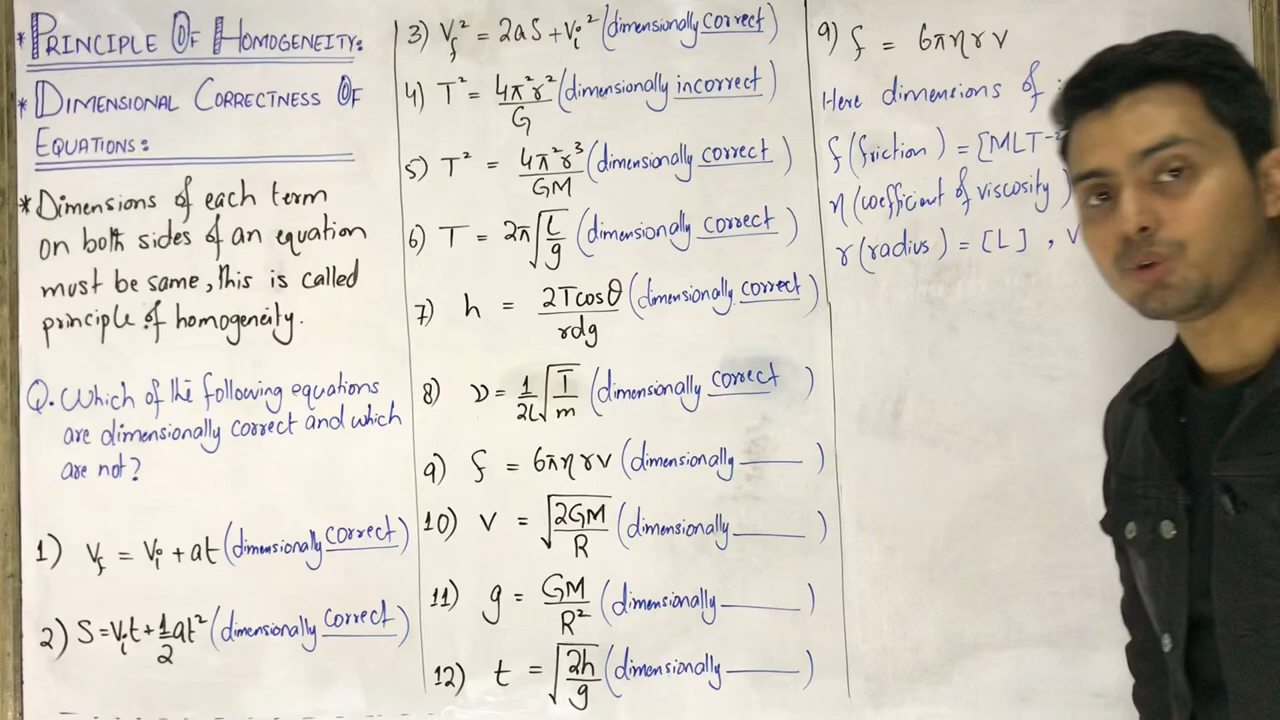 *PRINCIPLE OF HOMOGENEITY:
*DIMENSIONAL CORRECTNESS OF
EQUATIONS:
*Dimensions of each term
on both sides of an equation
must be same, this is called
principle of homogeneity.
Q. Which of the following equations
are dimensionally correct and which
are not?
1) Vf = Vi + at (dimensionally correct)
2) S = Vit + 1/2 at² (dimensionally correct)
3) Vf² = 2aS + Vi² (dimensionally correct)
4) T² = 4π²r²/G (dimensionally incorrect)
5) T² = 4π²r³/GM (dimensionally correct)
6) T = 2π√(L/g) (dimensionally correct)
7) h = 2Tcosθ/rdg (dimensionally correct)
8) ν = 1/2l √(T/m) (dimensionally correct)
9) f = 6πηrv (dimensionally ____)
10) v = √(2GM/R) (dimensionally ____)
11) g = GM/R² (dimensionally ____)
12) t = √(2h/g) (dimensionally ____)
9) f = 6πηrv
Here dimensions of
f (friction) = [MLT⁻²
η (coefficient of viscosity)
r (radius) = [L], v